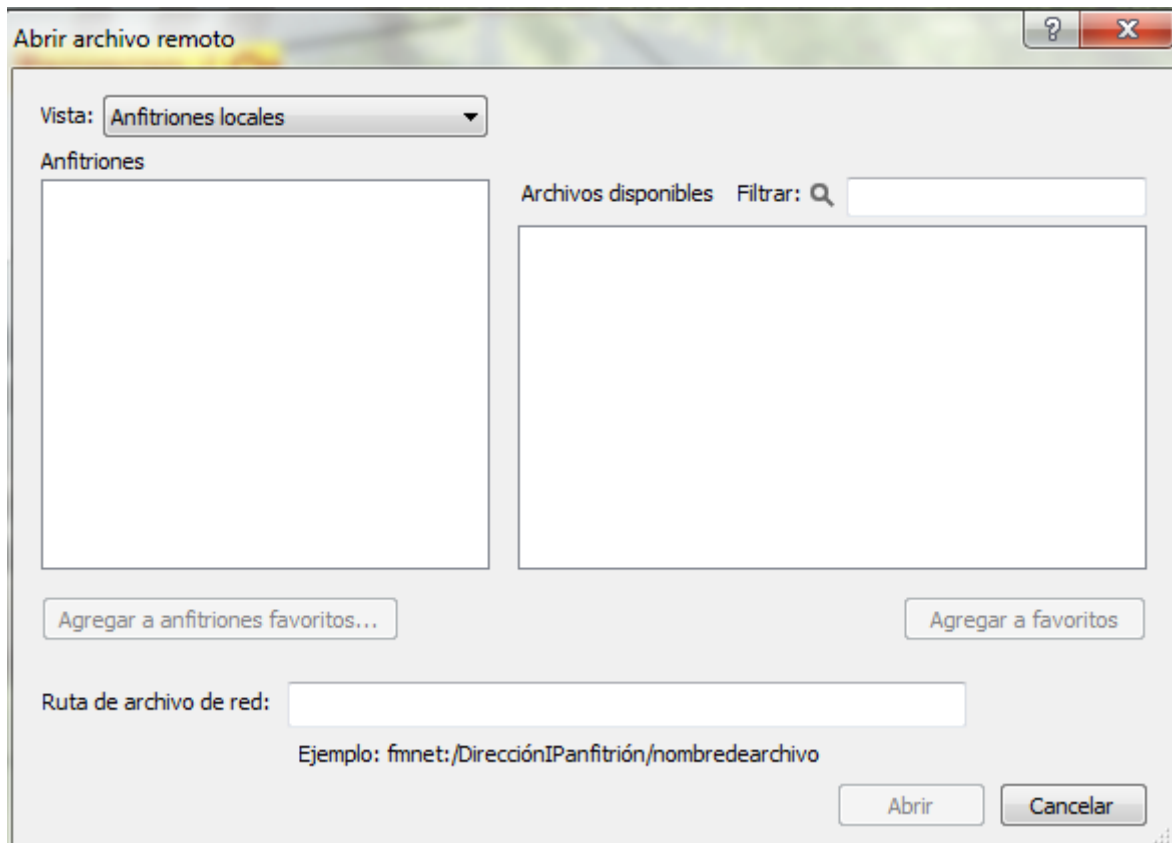 Abrir archivo remoto
Vista: Anfitriones locales
Anfitriones
Archivos disponibles Filtrar:
Agregar a anfitriones favoritos...
Agregar a favoritos
Ruta de archivo de red:
Ejemplo: fmnet:/DirecciónIPanfitrión/nombredearchivo
Abrir
Cancelar